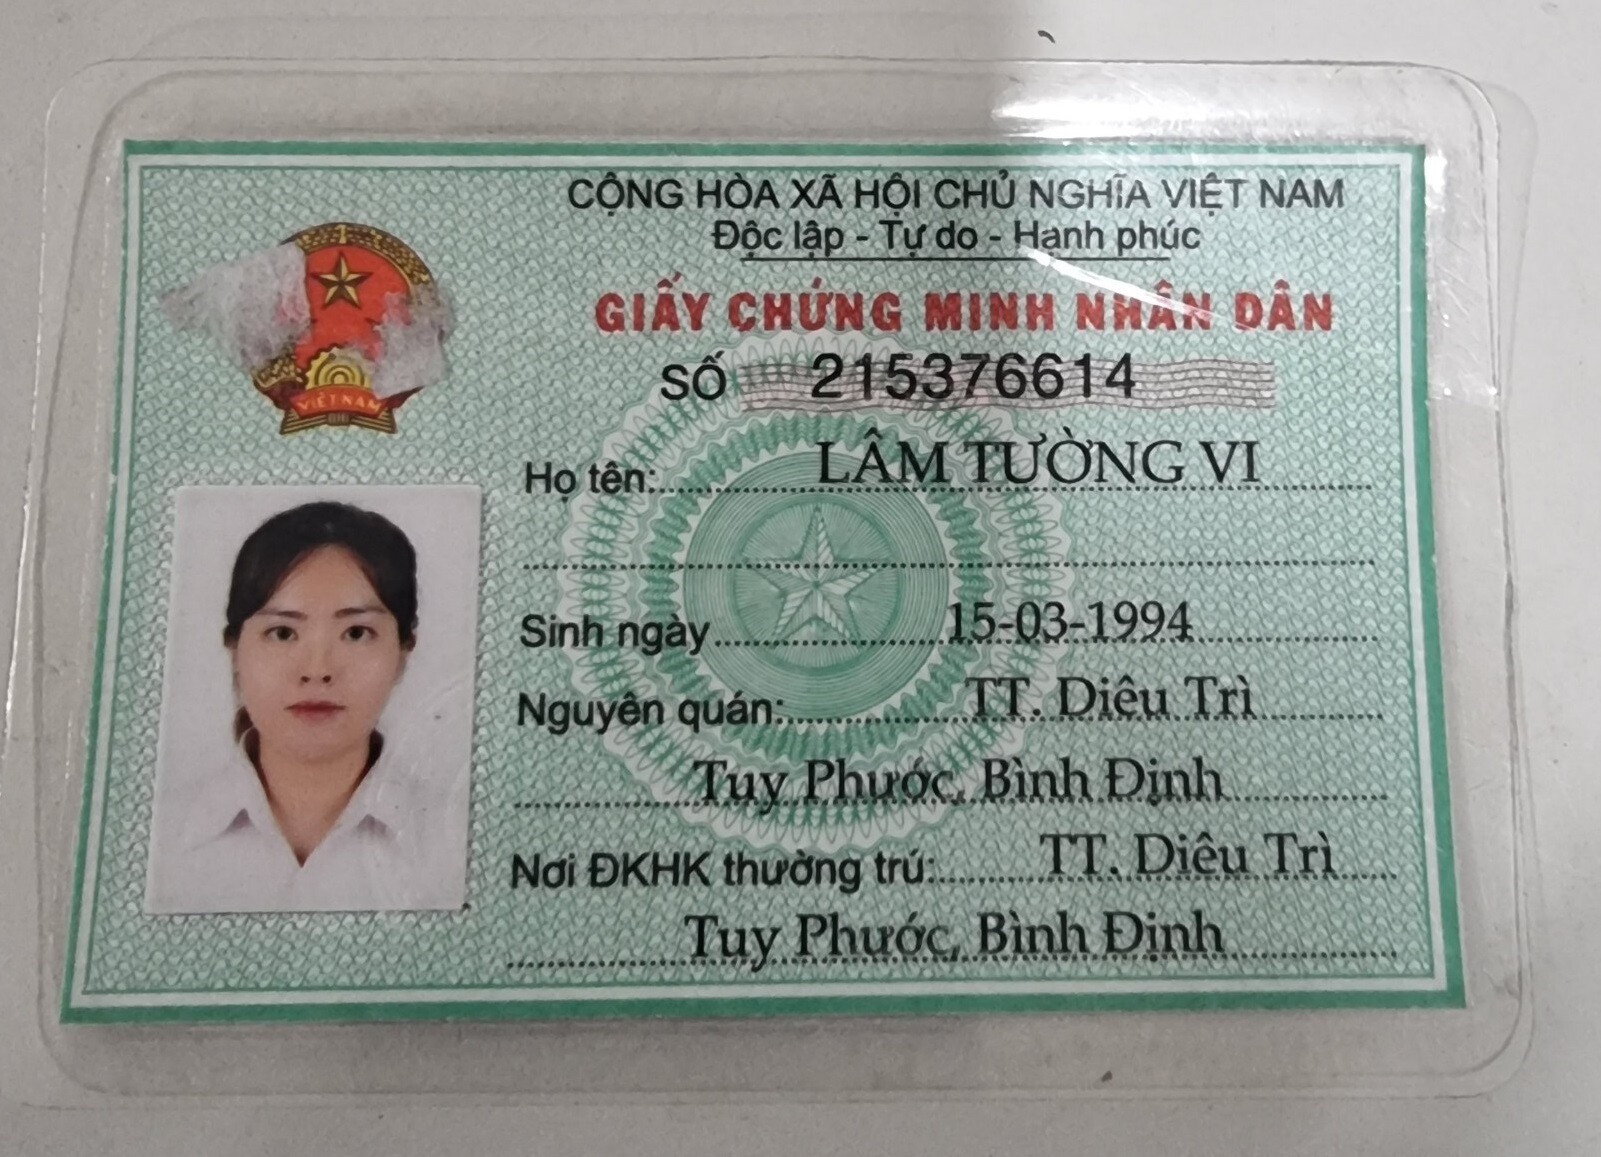 CỘNG HÒA XÃ HỘI CHỦ NGHĨA VIỆT NAM
Độc lập - Tự do - Hạnh phúc
GIẤY CHỨNG MINH NHÂN DÂN
SỐ 215376614
VIỆT NAM
Họ tên: LÂM TƯỜNG VI
Sinh ngày 15-03-1994
Nguyên quán: TT. Diêu Trì
Tuy Phước, Bình Định
Nơi ĐKHK thường trú: TT. Diêu Trì
Tuy Phước, Bình Định